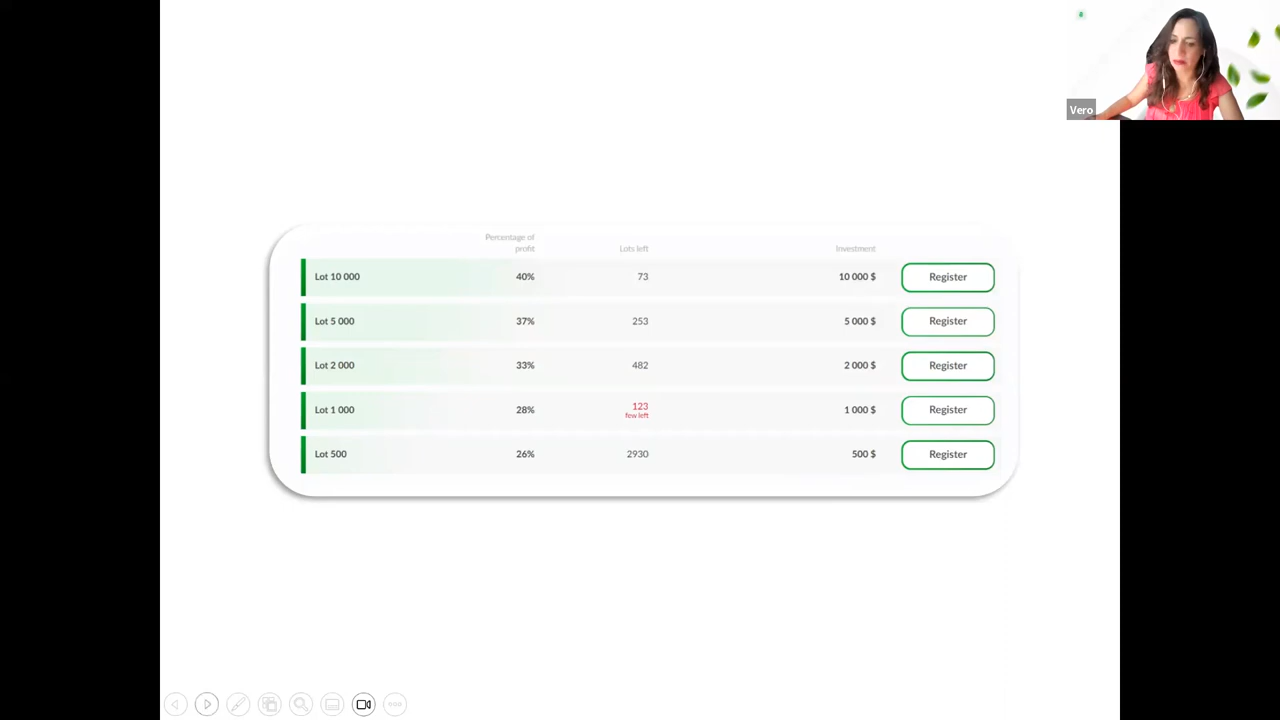 Vero
Percentage of
profit
Lots left
Investment
Lot 10 000
40%
73
10 000 $
Register
Lot 5 000
37%
253
5 000 $
Register
Lot 2 000
33%
482
2 000 $
Register
Lot 1 000
28%
123
few left
1 000 $
Register
Lot 500
26%
2930
500 $
Register